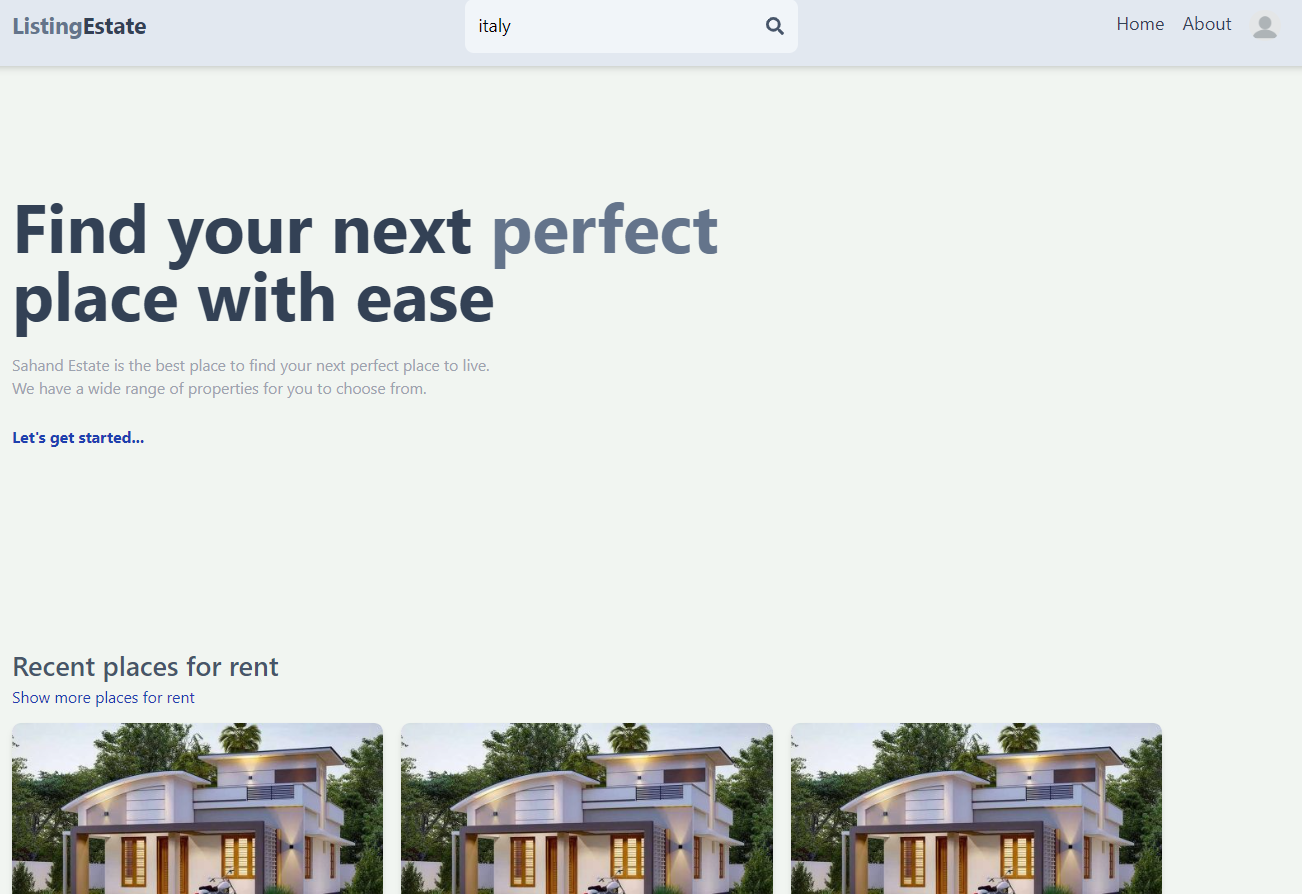 ListingEstate
italy
Home About
Find your next perfect
place with ease
Sahand Estate is the best place to find your next perfect place to live.
We have a wide range of properties for you to choose from.
Let's get started...
Recent places for rent
Show more places for rent